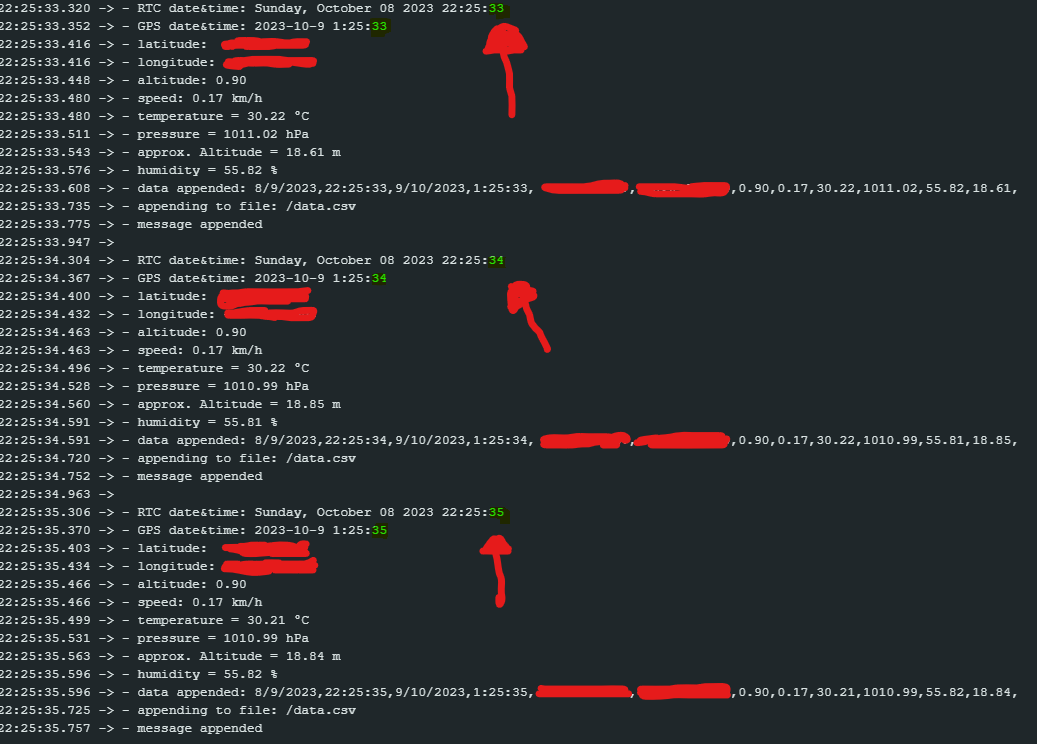 22:25:33.320 -> - RTC date&time: Sunday, October 08 2023 22:25:33
22:25:33.352 -> - GPS date&time: 2023-10-9 1:25:33
22:25:33.416 -> - latitude:
22:25:33.416 -> - longitude:
22:25:33.448 -> - altitude: 0.90
22:25:33.480 -> - speed: 0.17 km/h
22:25:33.480 -> - temperature = 30.22 °C
22:25:33.511 -> - pressure = 1011.02 hPa
22:25:33.543 -> - approx. Altitude = 18.61 m
22:25:33.576 -> - humidity = 55.82 %
22:25:33.608 -> - data appended: 8/9/2023,22:25:33,9/10/2023,1:25:33, , ,0.90,0.17,30.22,1011.02,55.82,18.61,
22:25:33.735 -> - appending to file: /data.csv
22:25:33.775 -> - message appended
22:25:33.947 ->
22:25:34.304 -> - RTC date&time: Sunday, October 08 2023 22:25:34
22:25:34.367 -> - GPS date&time: 2023-10-9 1:25:34
22:25:34.400 -> - latitude:
22:25:34.432 -> - longitude:
22:25:34.463 -> - altitude: 0.90
22:25:34.463 -> - speed: 0.17 km/h
22:25:34.496 -> - temperature = 30.22 °C
22:25:34.528 -> - pressure = 1010.99 hPa
22:25:34.560 -> - approx. Altitude = 18.85 m
22:25:34.591 -> - humidity = 55.81 %
22:25:34.591 -> - data appended: 8/9/2023,22:25:34,9/10/2023,1:25:34, , ,0.90,0.17,30.22,1010.99,55.81,18.85,
22:25:34.720 -> - appending to file: /data.csv
22:25:34.752 -> - message appended
22:25:34.963 ->
22:25:35.306 -> - RTC date&time: Sunday, October 08 2023 22:25:35
22:25:35.370 -> - GPS date&time: 2023-10-9 1:25:35
22:25:35.403 -> - latitude:
22:25:35.434 -> - longitude:
22:25:35.466 -> - altitude: 0.90
22:25:35.466 -> - speed: 0.17 km/h
22:25:35.499 -> - temperature = 30.21 °C
22:25:35.531 -> - pressure = 1010.99 hPa
22:25:35.563 -> - approx. Altitude = 18.84 m
22:25:35.596 -> - humidity = 55.82 %
22:25:35.596 -> - data appended: 8/9/2023,22:25:35,9/10/2023,1:25:35, , ,0.90,0.17,30.21,1010.99,55.82,18.84,
22:25:35.725 -> - appending to file: /data.csv
22:25:35.757 -> - message appended